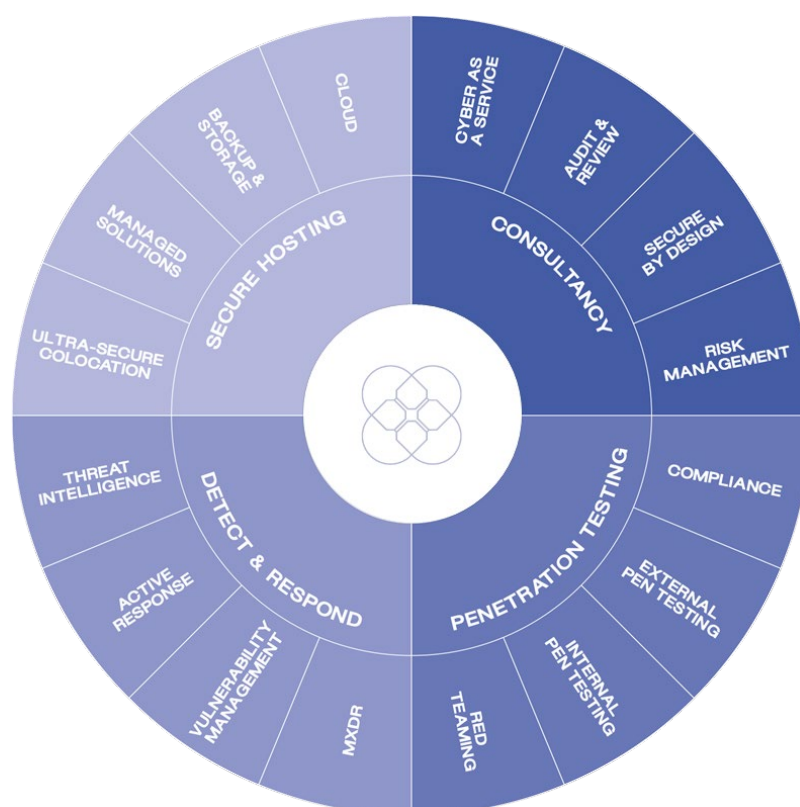 CLOUD
BACKUP &
STORAGE
MANAGED
SOLUTIONS
ULTRA-SECURE
COLOCATION
SECURE HOSTING
CYBER AS
A SERVICE
AUDIT &
REVIEW
SECURE
BY DESIGN
RISK
MANAGEMENT
CONSULTANCY
THREAT
INTELLIGENCE
ACTIVE
RESPONSE
VULNERABILITY
MANAGEMENT
MXDR
DETECT & RESPOND
COMPLIANCE
EXTERNAL
PEN TESTING
INTERNAL
PEN TESTING
RED
TEAMING
PENETRATION TESTING